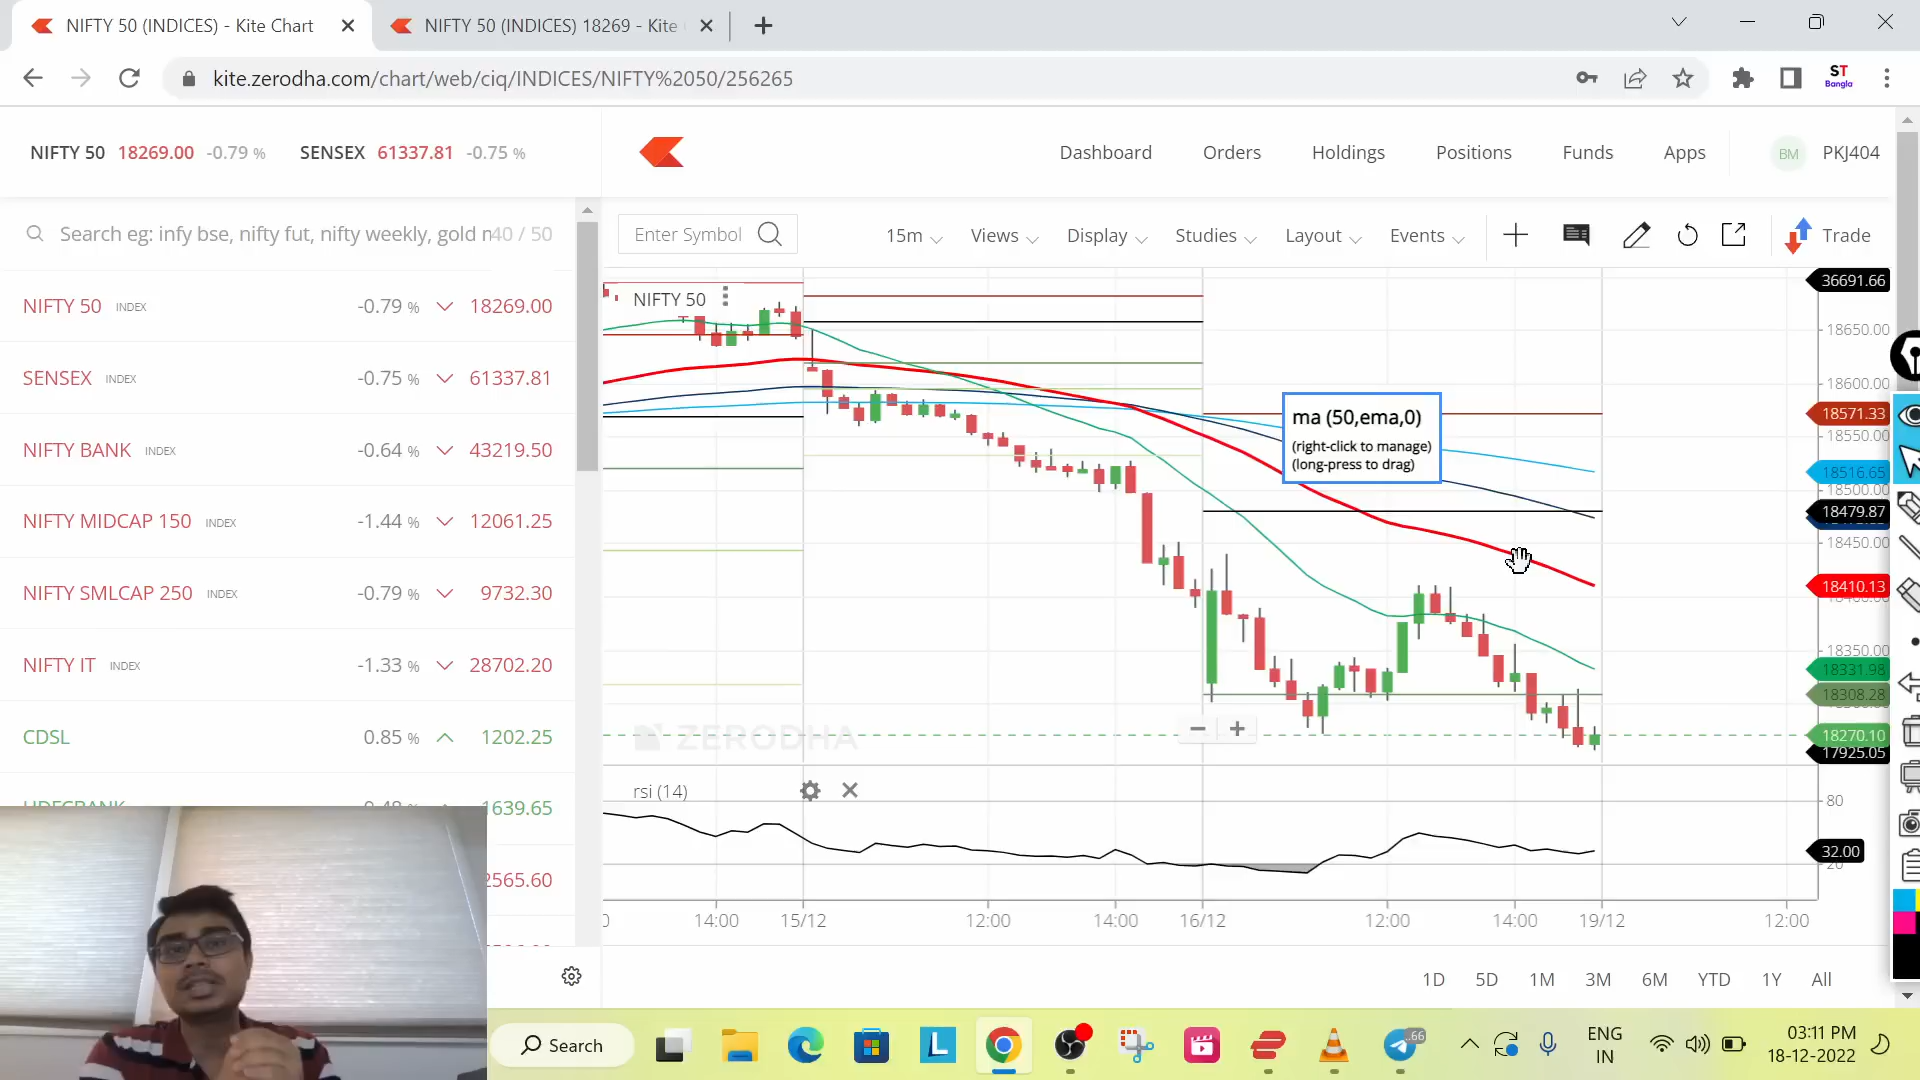 NIFTY 50 (INDICES) - Kite Chart
NIFTY 50 (INDICES) 18269 - Kite
kite.zerodha.com/chart/web/ciq/INDICES/NIFTY%2050/256265
ST
Bangla
NIFTY 50 18269.00 -0.79 % SENSEX 61337.81 -0.75 %
Dashboard Orders Holdings Positions Funds Apps BM PKJ404
Search eg: infy bse, nifty fut, nifty weekly, gold m 40 / 50
Enter Symbol 15m Views Display Studies Layout Events Trade
NIFTY 50 INDEX -0.79 % 18269.00
SENSEX INDEX -0.75 % 61337.81
NIFTY BANK INDEX -0.64 % 43219.50
NIFTY MIDCAP 150 INDEX -1.44 % 12061.25
NIFTY SMLCAP 250 INDEX -0.79 % 9732.30
NIFTY IT INDEX -1.33 % 28702.20
CDSL 0.85 % 1202.25
1639.65
2565.60
NIFTY 50
ma (50,ema,0)
(right-click to manage)
(long-press to drag)
36691.66
18650.00
18600.00
18571.33
18550.00
18516.65
18500.00
18479.87
18450.00
18410.13
18350.00
18331.98
18308.28
18270.10
17925.05
ZERODHA
rsi (14)
80
32.00
20
14:00 15/12 12:00 14:00 16/12 12:00 14:00 19/12 12:00
1D 5D 1M 3M 6M YTD 1Y All
Search
L
66
ENG
IN
03:11 PM
18-12-2022